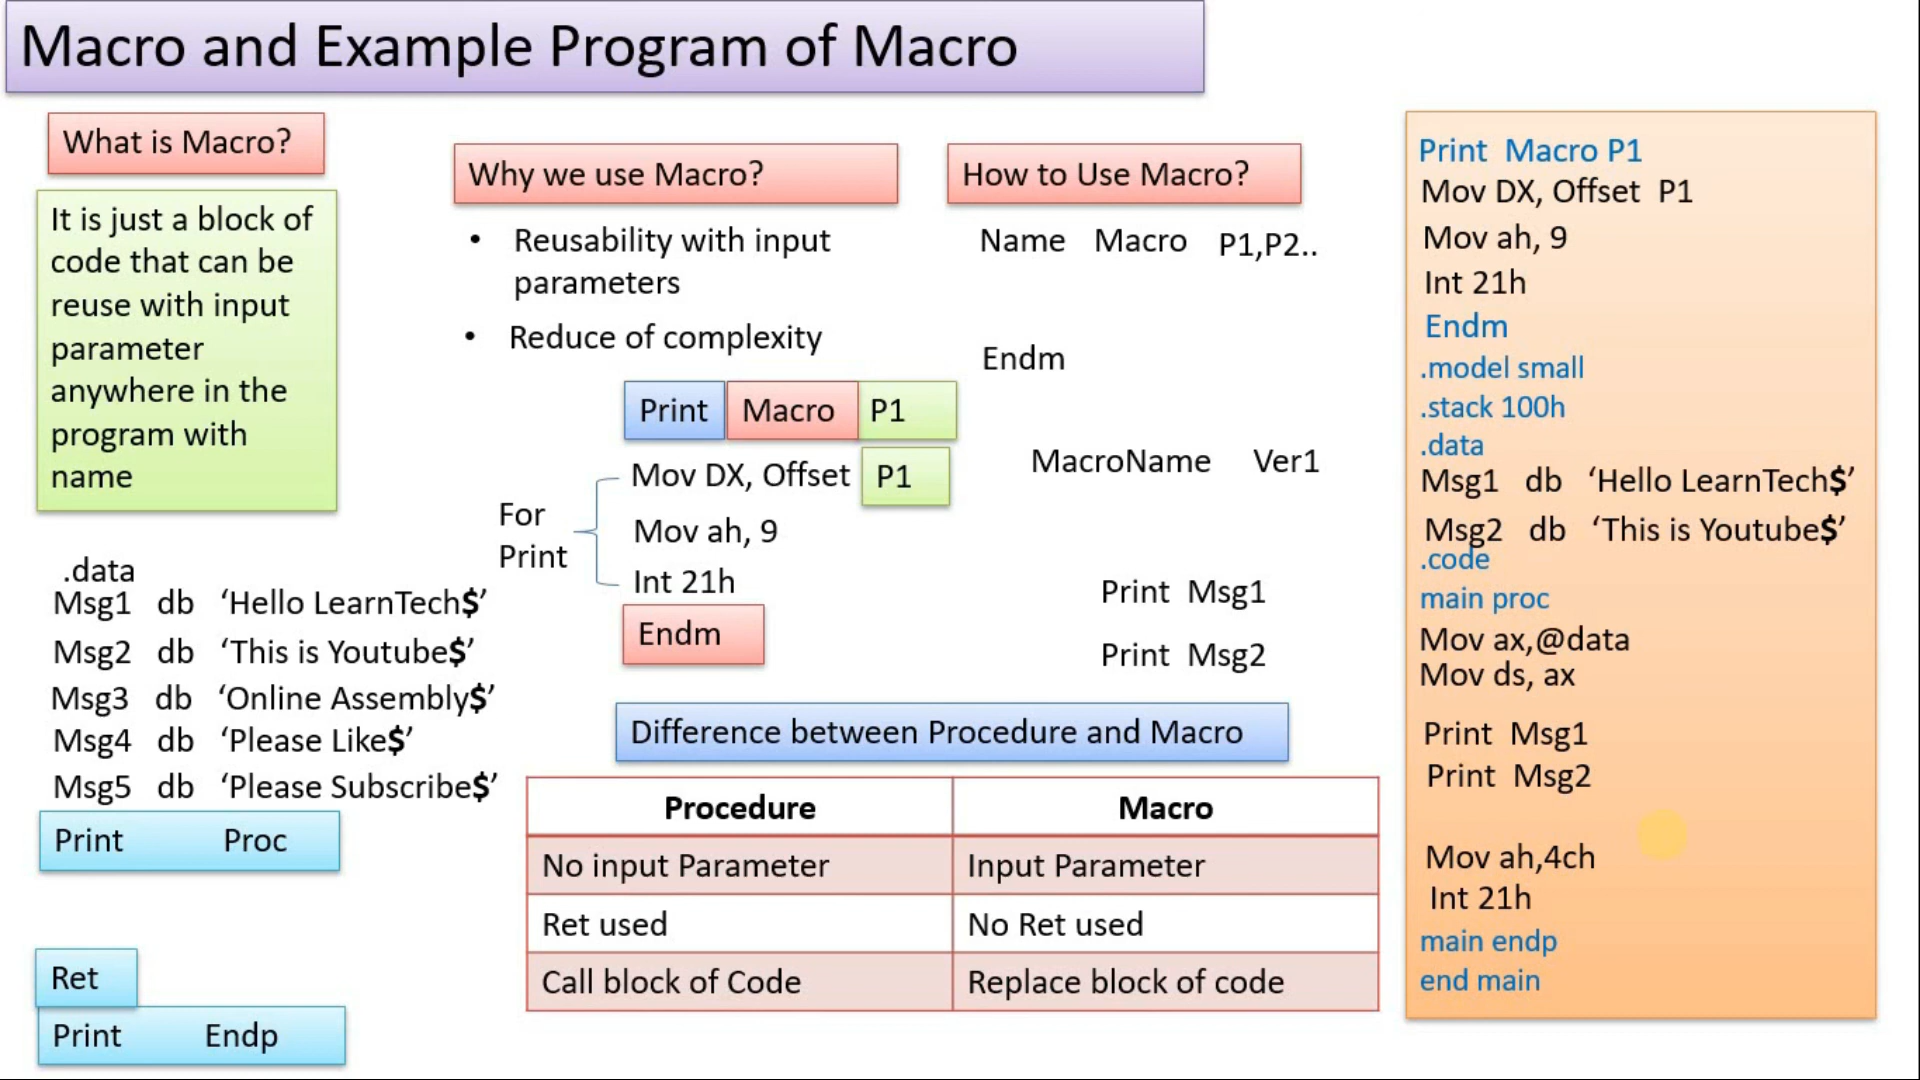 Macro and Example Program of Macro
What is Macro?
It is just a block of
code that can be
reuse with input
parameter
anywhere in the
program with
name
.data
Msg1 db ‘Hello LearnTech$’
Msg2 db ‘This is Youtube$’
Msg3 db ‘Online Assembly$’
Msg4 db ‘Please Like$’
Msg5 db ‘Please Subscribe$’
Print Proc
Ret
Print Endp
Why we use Macro?
• Reusability with input
parameters
• Reduce of complexity
Print Macro P1
For
Print
Mov DX, Offset P1
Mov ah, 9
Int 21h
Endm
How to Use Macro?
Name Macro P1,P2..
Endm
MacroName Ver1
Print Msg1
Print Msg2
Difference between Procedure and Macro
Procedure Macro
No input Parameter Input Parameter
Ret used No Ret used
Call block of Code Replace block of code
Print Macro P1
Mov DX, Offset P1
Mov ah, 9
Int 21h
Endm
.model small
.stack 100h
.data
Msg1 db ‘Hello LearnTech$’
Msg2 db ‘This is Youtube$’
.code
main proc
Mov ax,@data
Mov ds, ax
Print Msg1
Print Msg2
Mov ah,4ch
Int 21h
main endp
end main